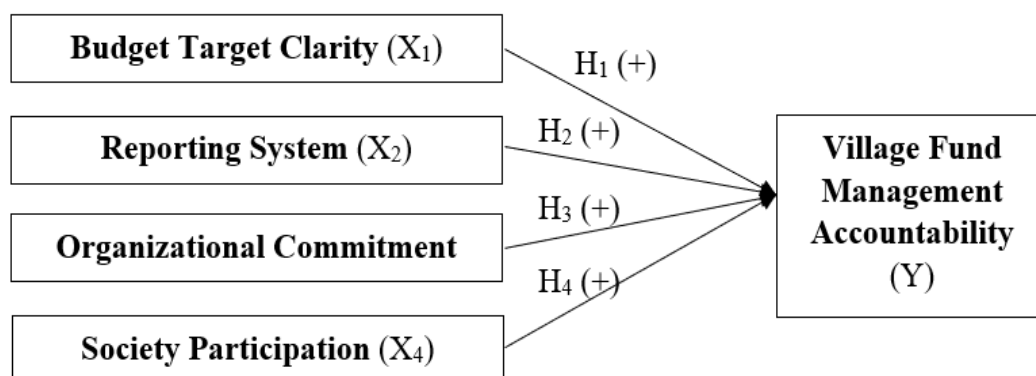 Budget Target Clarity (X₁)
H₁ (+)
Reporting System (X₂)
H₂ (+)
Organizational Commitment
H₃ (+)
Society Participation (X₄)
H₄ (+)
Village Fund
Management
Accountability
(Y)